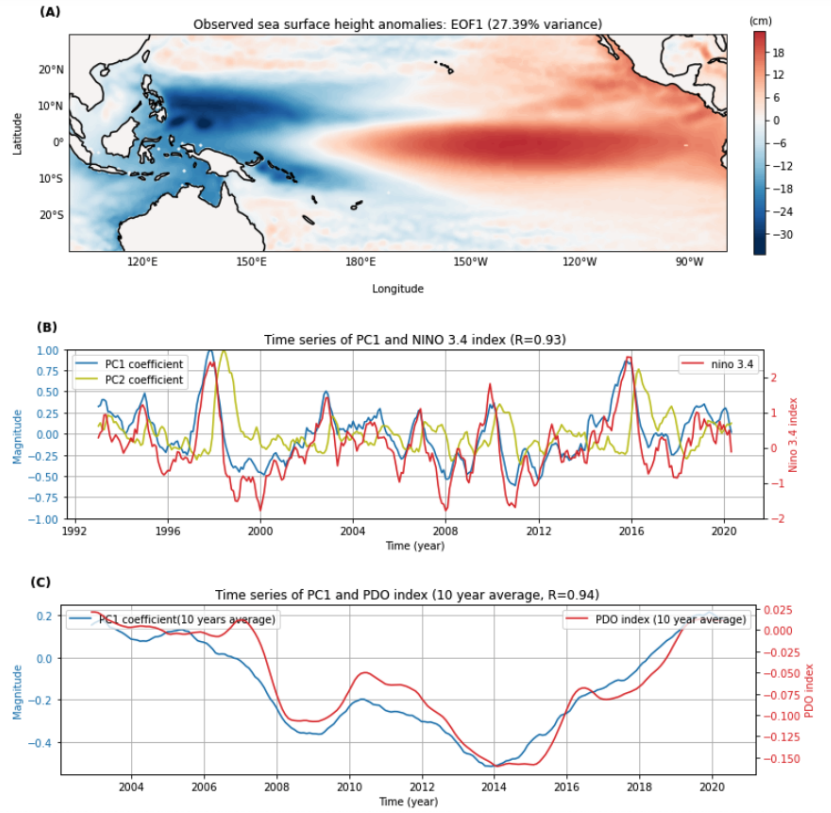 (A)
Observed sea surface height anomalies: EOF1 (27.39% variance)
(cm)
20°N
10°N
0°
10°S
20°S
Latitude
120°E 150°E 180°E 150°W 120°W 90°W
Longitude
18
12
6
0
−6
−12
−18
−24
−30
(B)
Time series of PC1 and NINO 3.4 index (R=0.93)
PC1 coefficient
PC2 coefficient
nino 3.4
1.00
0.75
0.50
0.25
0.00
−0.25
−0.50
−0.75
−1.00
Magnitude
2
1
0
−1
−2
Nino 3.4 index
1992 1996 2000 2004 2008 2012 2016 2020
Time (year)
(C)
Time series of PC1 and PDO index (10 year average, R=0.94)
PC1 coefficient(10 years average)
PDO index (10 year average)
0.2
0.0
−0.2
−0.4
Magnitude
0.025
0.000
−0.025
−0.050
−0.075
−0.100
−0.125
−0.150
PDO index
2004 2006 2008 2010 2012 2014 2016 2018 2020
Time (year)